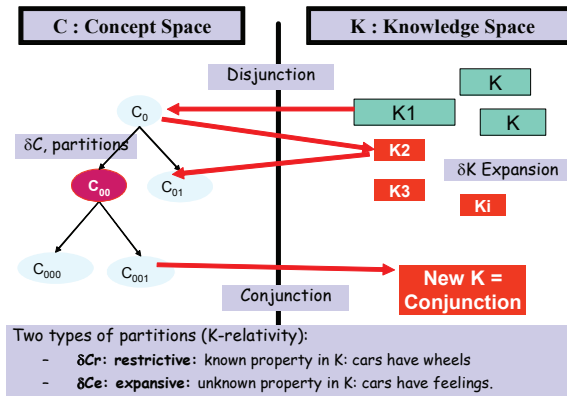 C : Concept Space
K : Knowledge Space
Disjunction
K
C0
K1
K
δC, partitions
K2
δK Expansion
C00
C01
K3
Ki
C000
C001
New K =
Conjunction
Conjunction
Two types of partitions (K-relativity):
- δCr: restrictive: known property in K: cars have wheels
- δCe: expansive: unknown property in K: cars have feelings.